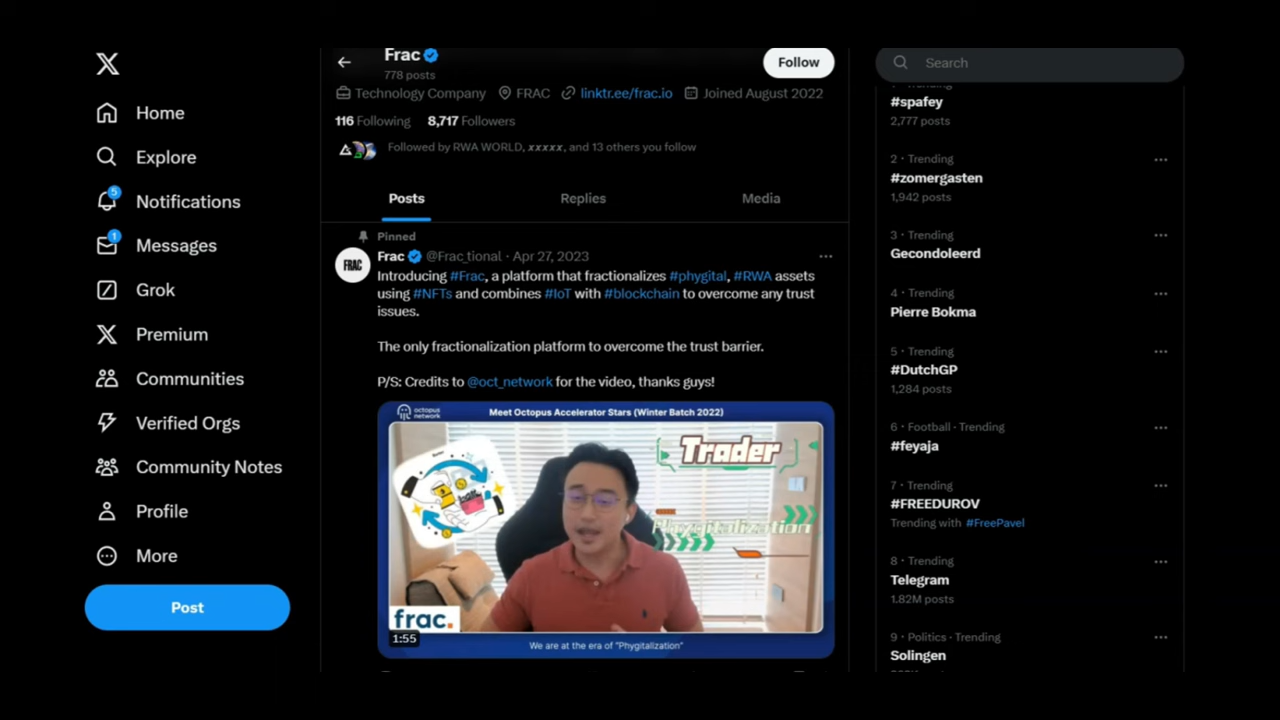 Home
Explore
5
Notifications
1
Messages
Grok
Premium
Communities
Verified Orgs
Community Notes
Profile
More
Post
Frac
778 posts
Follow
Technology Company FRAC linktr.ee/frac.io Joined August 2022
116 Following 8,717 Followers
Followed by RWA WORLD, xxxxx, and 13 others you follow
Posts Replies Media
Pinned
FRAC
Frac @Frac_tional · Apr 27, 2023
Introducing #Frac, a platform that fractionalizes #phygital, #RWA assets
using #NFTs and combines #IoT with #blockchain to overcome any trust
issues.
The only fractionalization platform to overcome the trust barrier.
P/S: Credits to @oct_network for the video, thanks guys!
octopus
network
Meet Octopus Accelerator Stars (Winter Batch 2022)
Trader
Phygitalization
frac.
1:55
We are at the era of "Phygitalization"
Search
#spafey
2,777 posts
2 · Trending
#zomergasten
1,942 posts
3 · Trending
Gecondoleerd
4 · Trending
Pierre Bokma
5 · Trending
#DutchGP
1,284 posts
6 · Football · Trending
#feyaja
7 · Trending
#FREEDUROV
Trending with #FreePavel
8 · Trending
Telegram
1.82M posts
9 · Politics · Trending
Solingen